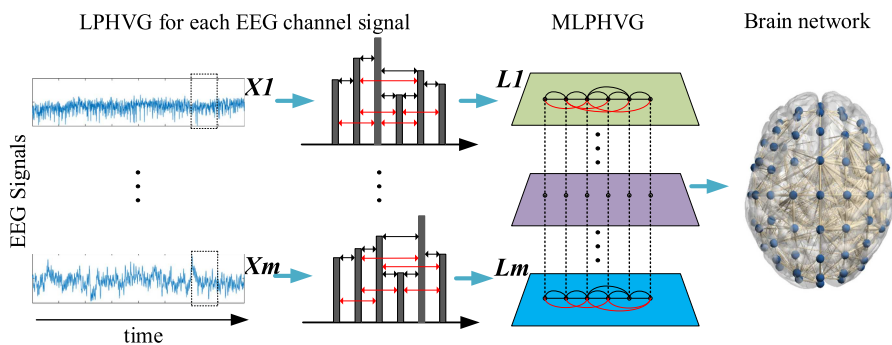 LPHVG for each EEG channel signal
MLPHVG
Brain network
EEG Signals
X1
L1
Xm
Lm
time